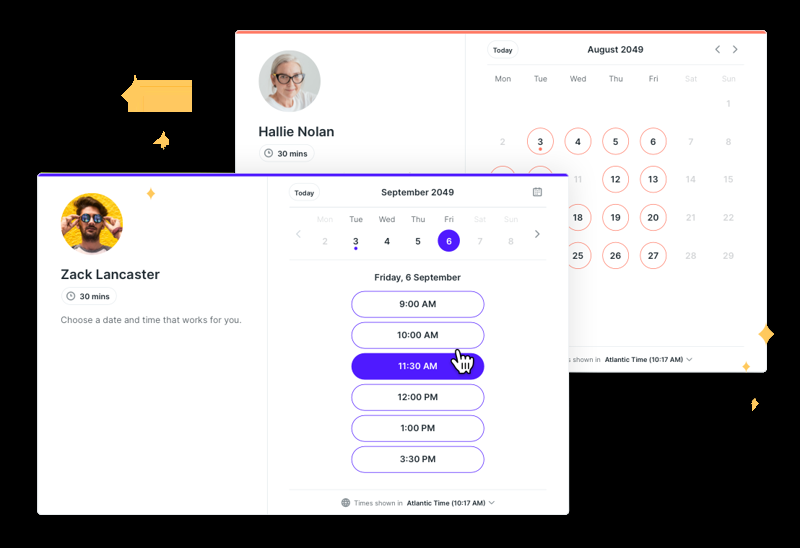 Hallie Nolan
30 mins
Today
August 2049
Mon Tue Wed Thu Fri Sat Sun
1
2 3 4 5 6 7 8
11 12 13 14 15
18 19 20 21 22
25 26 27 28 29
s shown in Atlantic Time (10:17 AM)
Zack Lancaster
30 mins
Choose a date and time that works for you.
Today
September 2049
Mon Tue Wed Thu Fri Sat Sun
2 3 4 5 6 7 8
Friday, 6 September
9:00 AM
10:00 AM
11:30 AM
12:00 PM
1:00 PM
3:30 PM
Times shown in Atlantic Time (10:17 AM)